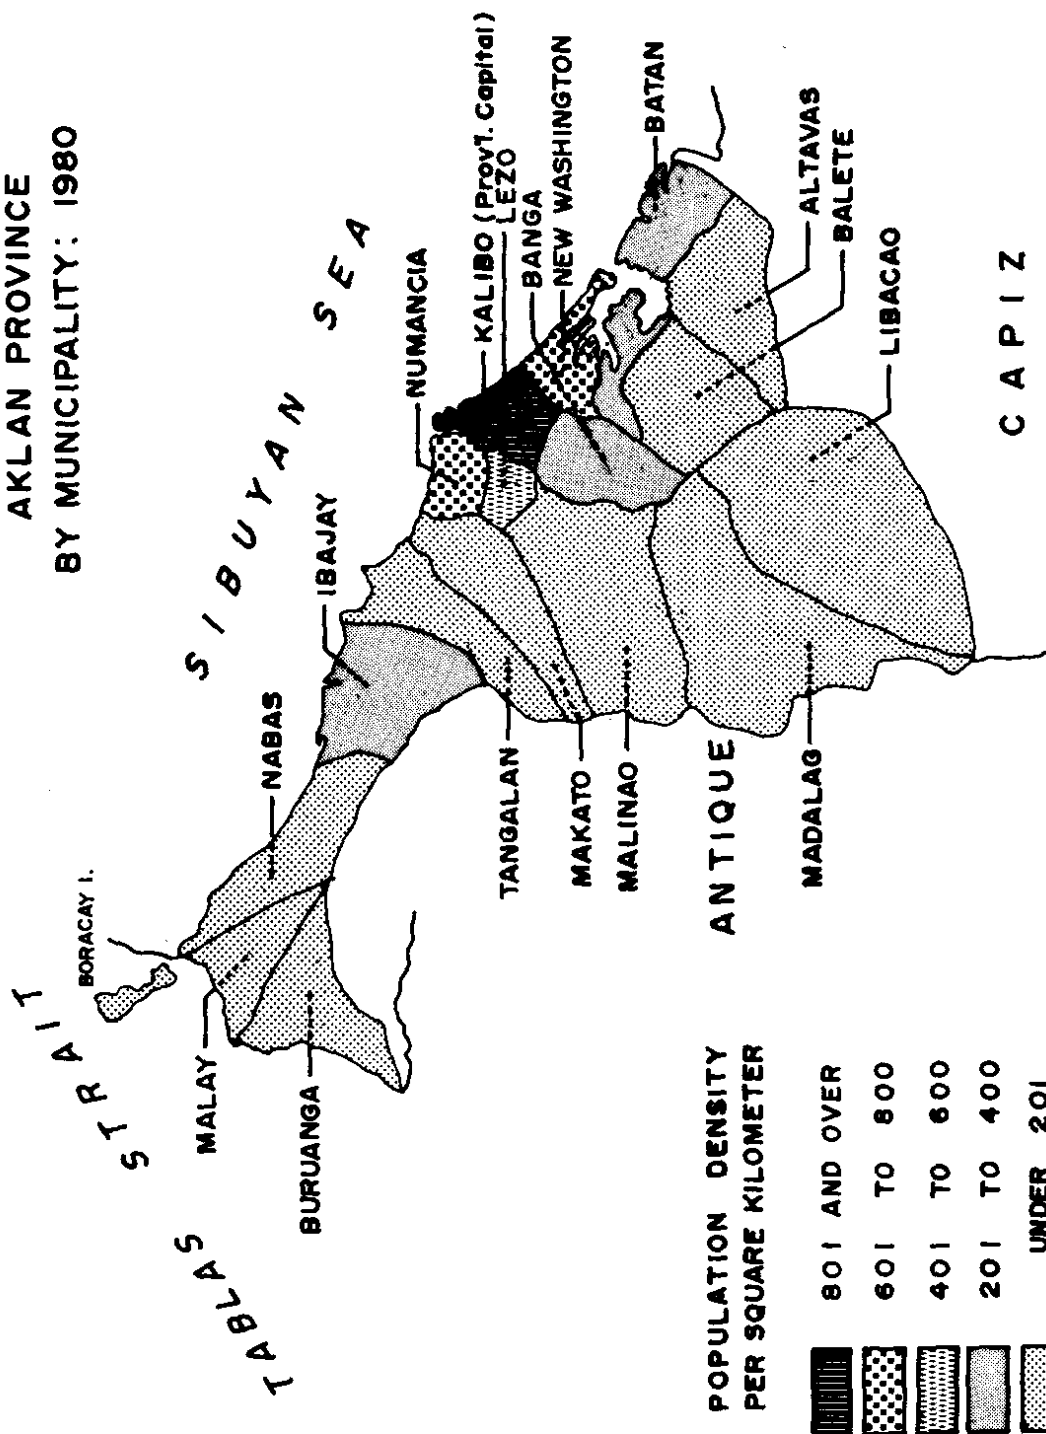 AKLAN PROVINCE
BY MUNICIPALITY: 1980
SIBUYAN SEA
TABLAS STRAIT
BORACAY I.
MALAY
BURUANGA
NABAS
IBAJAY
NUMANCIA
KALIBO (Provt. Capital)
LEZO
BANGA
NEW WASHINGTON
BATAN
ALTAVAS
BALETE
LIBACAO
TANGALAN
MAKATO
MALINAO
MADALAG
ANTIQUE
CAPIZ
POPULATION DENSITY
PER SQUARE KILOMETER
801 AND OVER
601 TO 800
401 TO 600
201 TO 400
UNDER 201